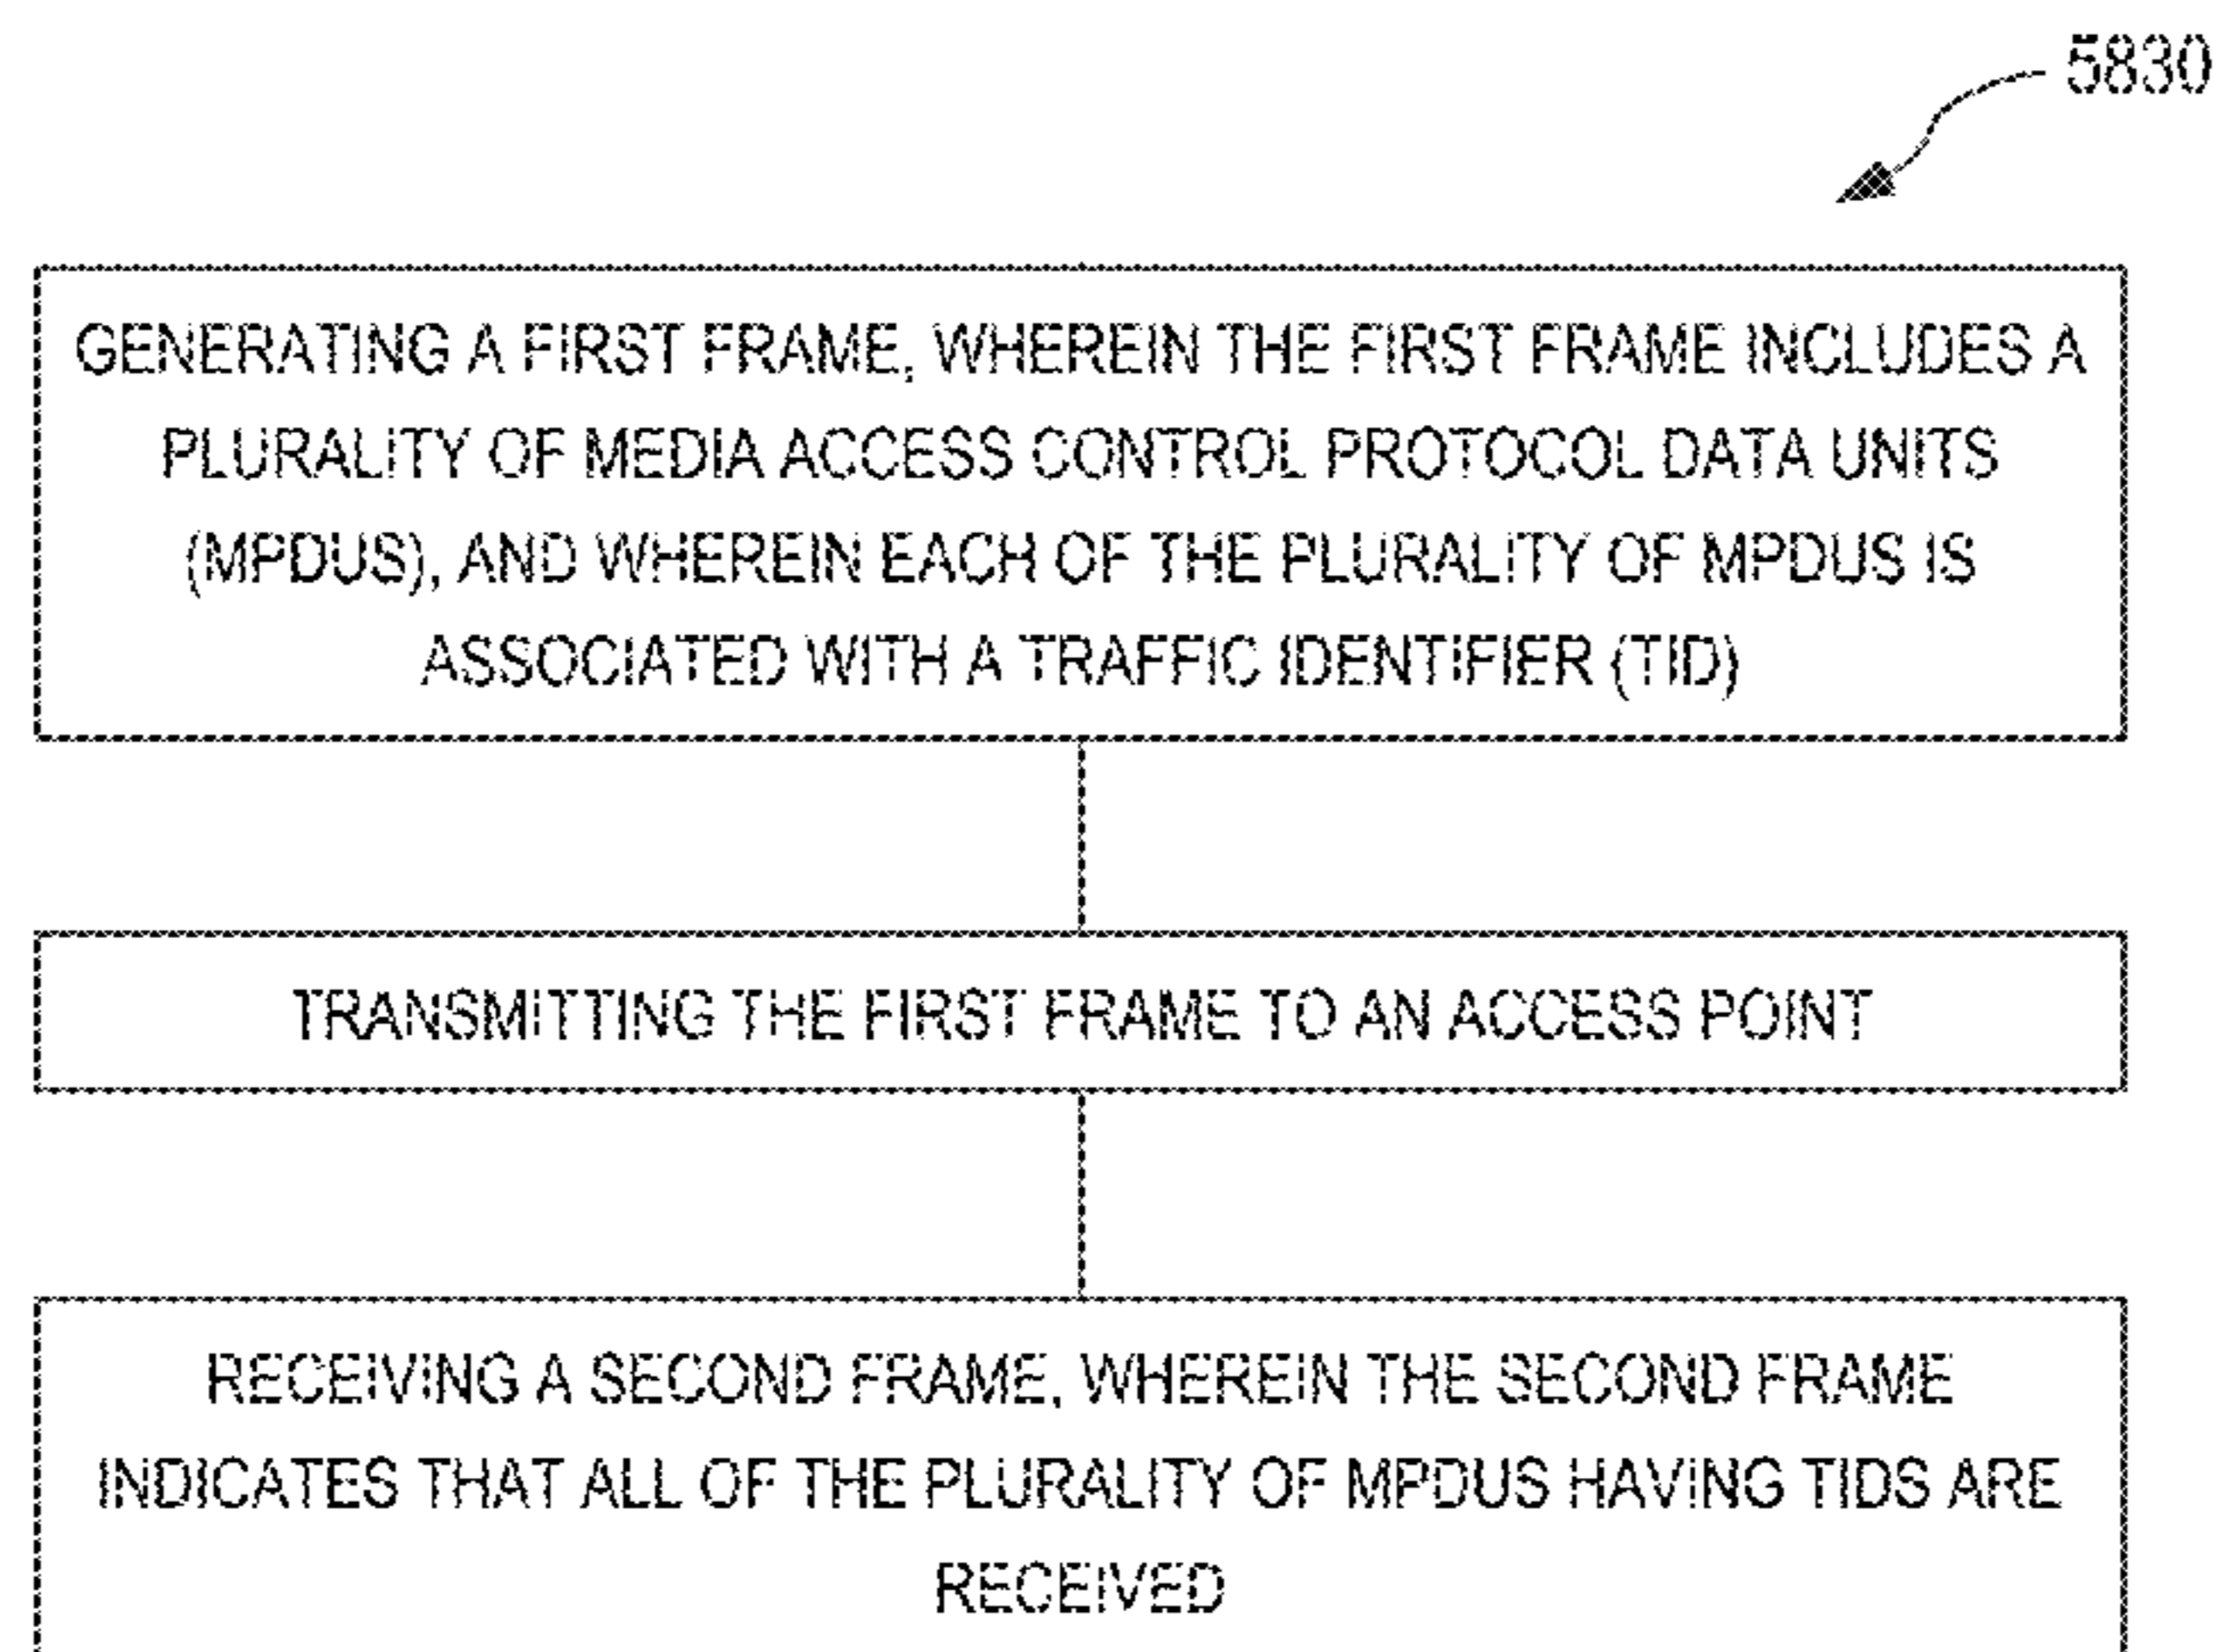 5830
GENERATING A FIRST FRAME, WHEREIN THE FIRST FRAME INCLUDES A
PLURALITY OF MEDIA ACCESS CONTROL PROTOCOL DATA UNITS
(MPDUS), AND WHEREIN EACH OF THE PLURALITY OF MPDUS IS
ASSOCIATED WITH A TRAFFIC IDENTIFIER (TID)
TRANSMITTING THE FIRST FRAME TO AN ACCESS POINT
RECEIVING A SECOND FRAME, WHEREIN THE SECOND FRAME
INDICATES THAT ALL OF THE PLURALITY OF MPDUS HAVING TIDS ARE
RECEIVED